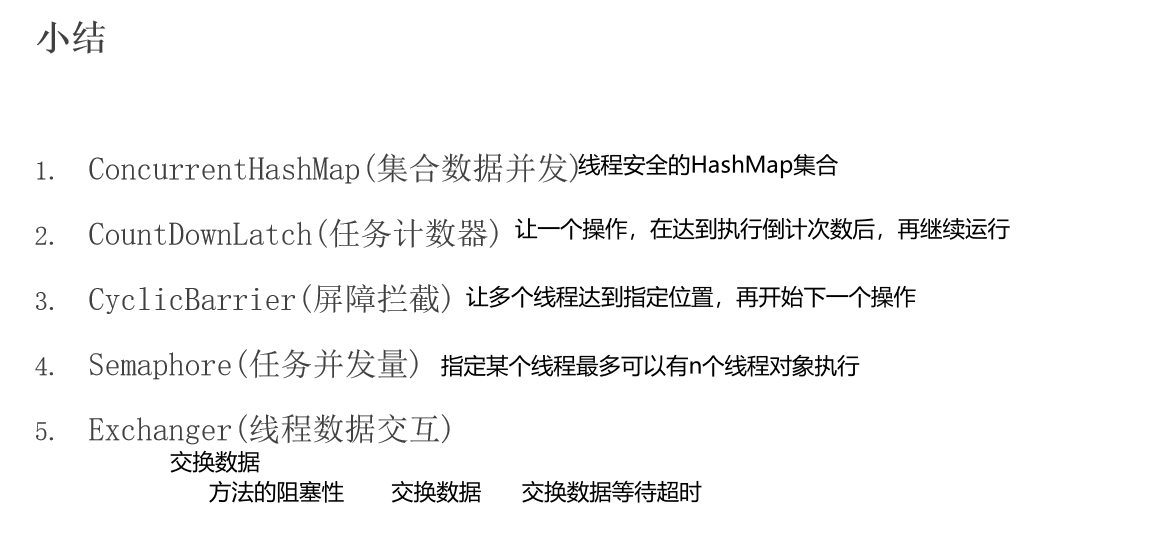 小结
1. ConcurrentHashMap(集合数据并发)线程安全的HashMap集合
2. CountDownLatch(任务计数器) 让一个操作，在达到执行倒计次数后，再继续运行
3. CyclicBarrier(屏障拦截) 让多个线程达到指定位置，再开始下一个操作
4. Semaphore(任务并发量) 指定某个线程最多可以有n个线程对象执行
5. Exchanger(线程数据交互)
交换数据
方法的阻塞性 交换数据 交换数据等待超时